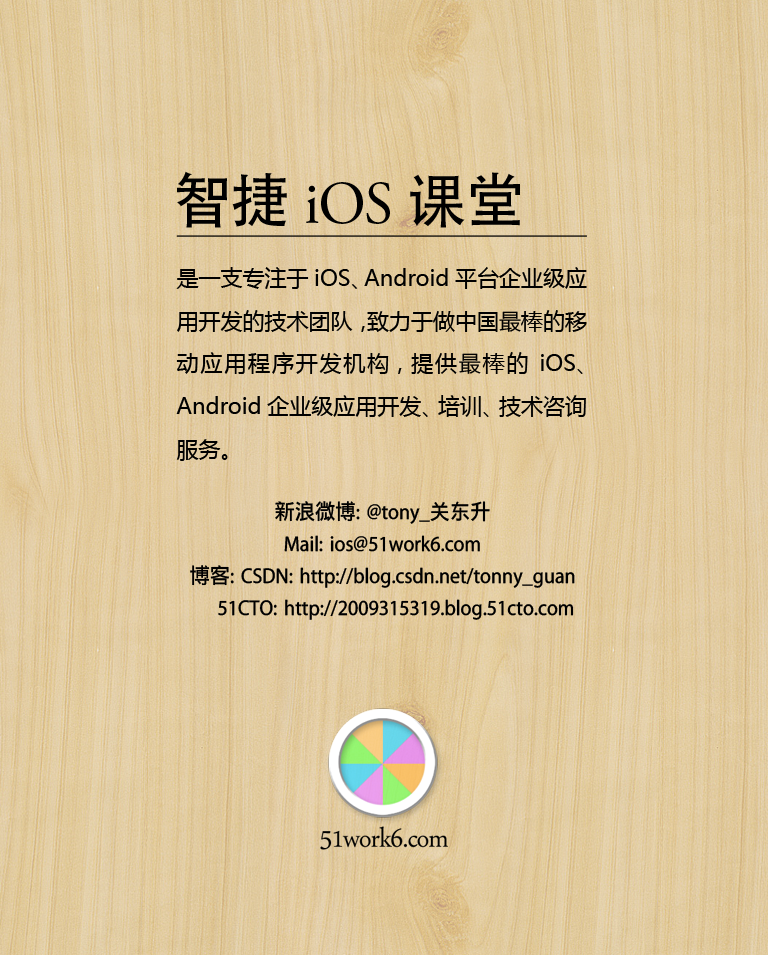 智捷 iOS 课堂
是一支专注于 iOS、Android 平台企业级应
用开发的技术团队 ,致力于做中国最棒的移
动应用程序开发机构 , 提供最棒的 iOS、
Android 企业级应用开发、培训、技术咨询
服务。
新浪微博: @tony_关东升
Mail: ios@51work6.com
博客: CSDN: http://blog.csdn.net/tonny_guan
51CTO: http://2009315319.blog.51cto.com
51work6.com